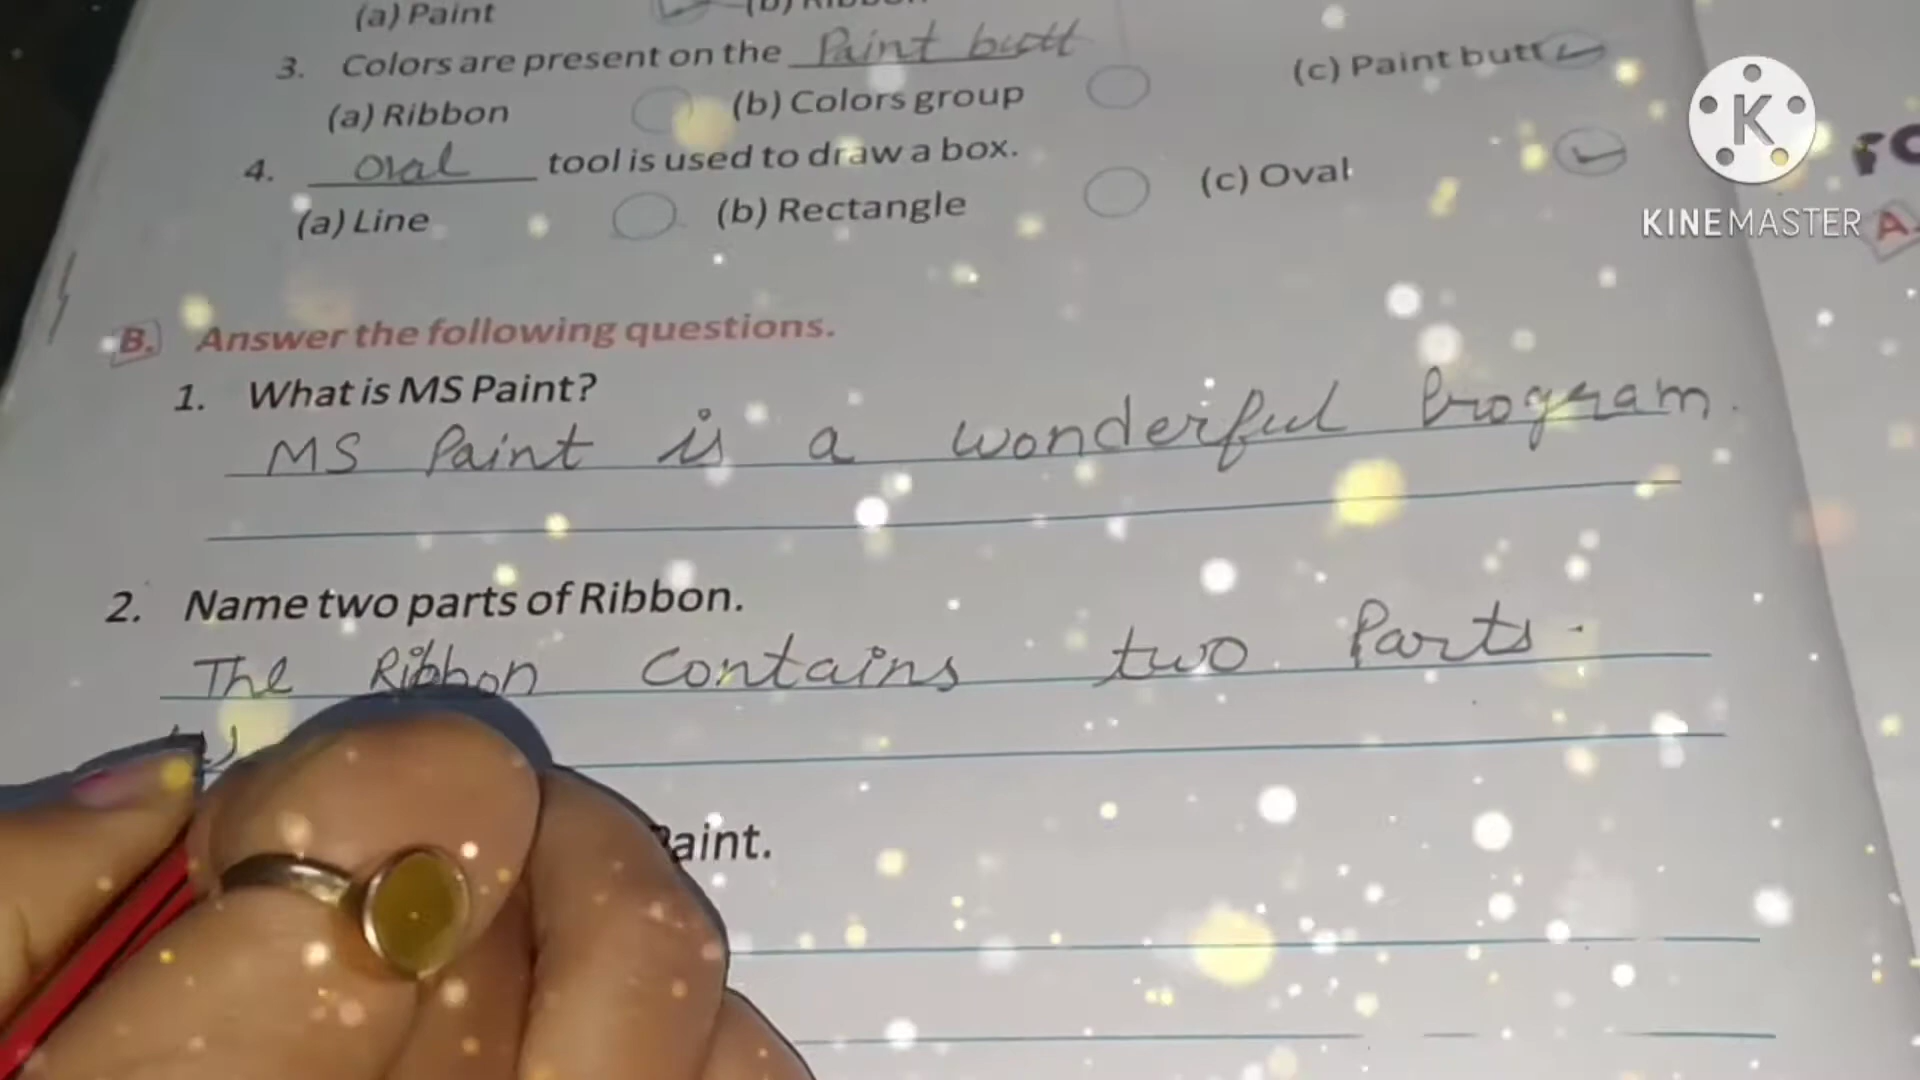 (a) Paint
3. Colors are present on the Paint butt
(a) Ribbon (b) Colors group (c) Paint butt
4. Oval tool is used to draw a box.
(a) Line (b) Rectangle (c) Oval
B. Answer the following questions.
1. What is MS Paint?
MS Paint is a wonderful Program.
2. Name two parts of Ribbon.
The Ribbon contains two Parts.
Paint.
K
KINEMASTER
A.